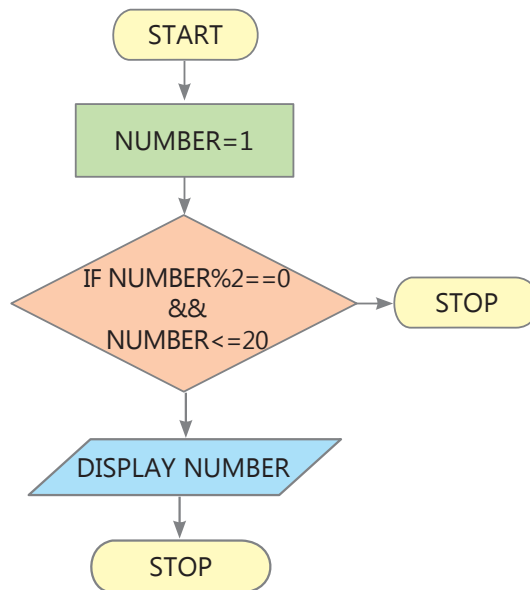 START
NUMBER=1
IF NUMBER%2==0
&&
NUMBER<=20
STOP
DISPLAY NUMBER
STOP